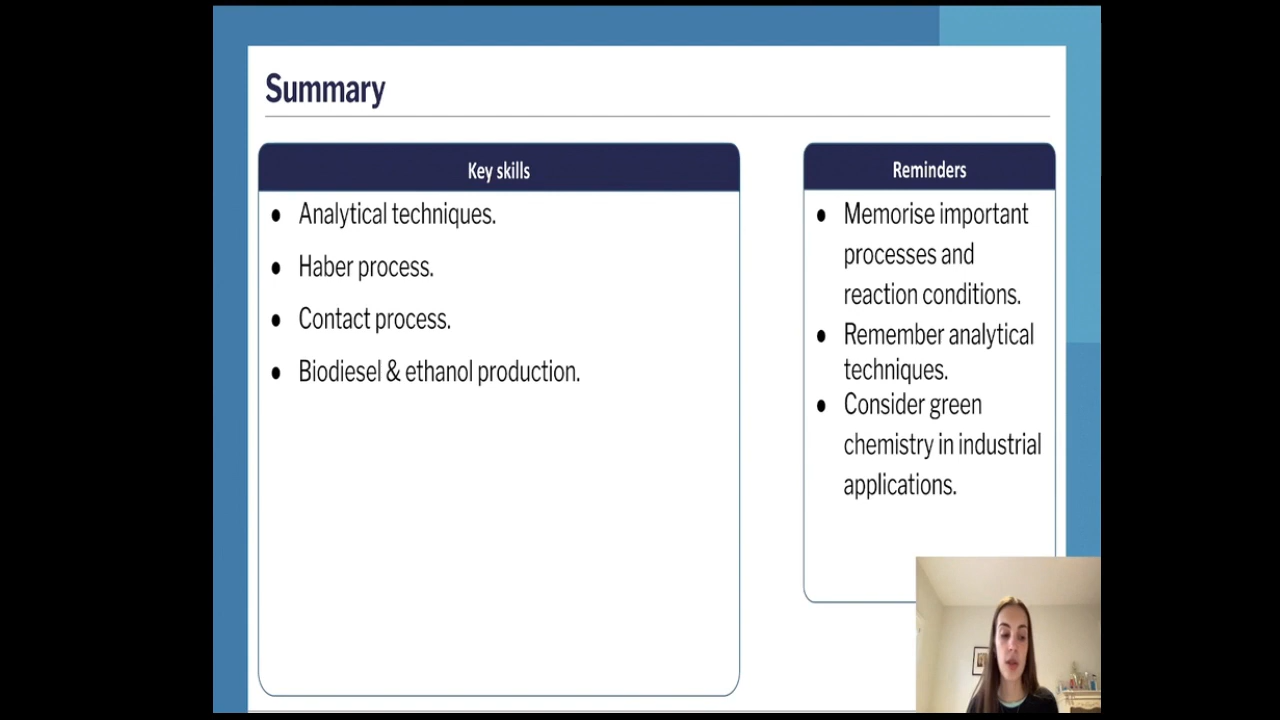 Summary
Key skills
Analytical techniques.
Haber process.
Contact process.
Biodiesel & ethanol production.
Reminders
Memorise important
processes and
reaction conditions.
Remember analytical
techniques.
Consider green
chemistry in industrial
applications.